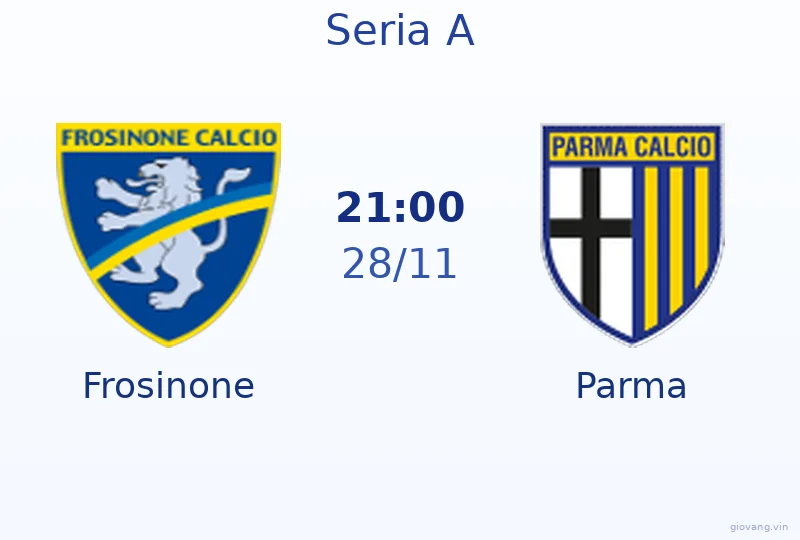 Seria A
FROSINONE CALCIO
PARMA CALCIO
21:00
28/11
Frosinone
Parma
giovang.vin